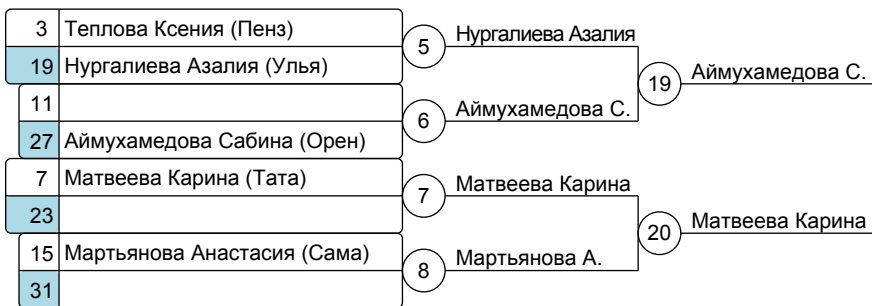 3 Теплова Ксения (Пенз)
19 Нургалиева Азалия (Улья)
11
27 Аймухамедова Сабина (Орен)
7 Матвеева Карина (Тата)
23
15 Мартьянова Анастасия (Сама)
31
5
6
7
8
Нургалиева Азалия
Аймухамедова С.
Матвеева Карина
Мартьянова А.
19
20
Аймухамедова С.
Матвеева Карина